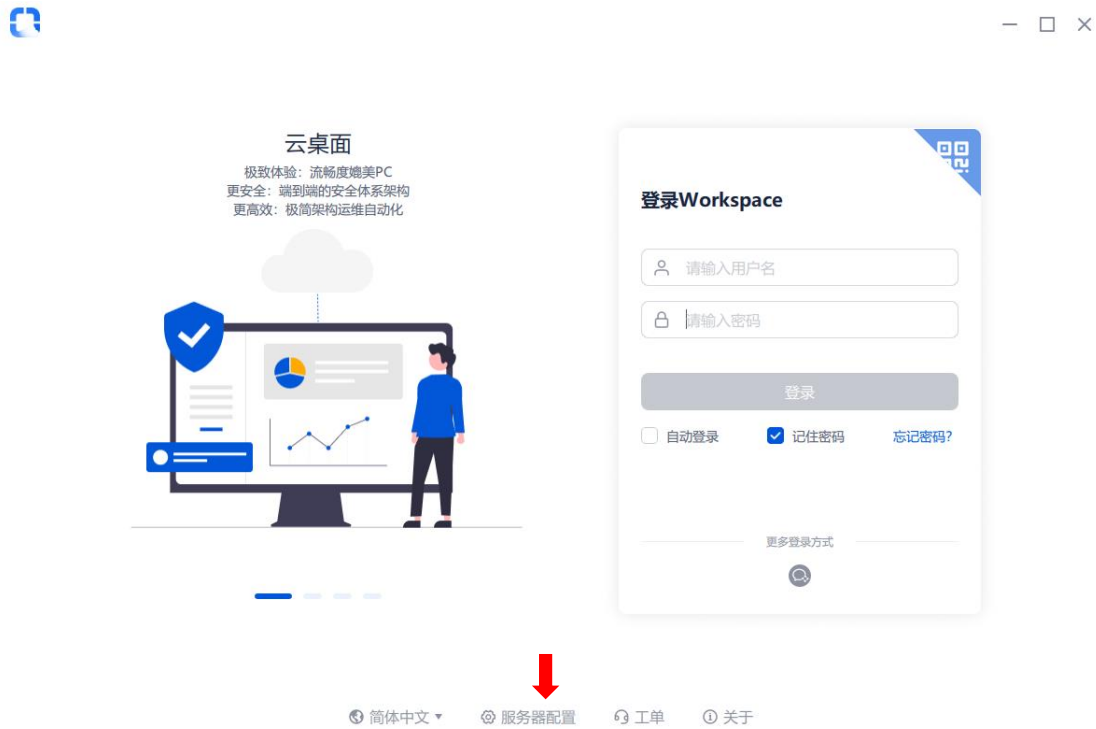 云桌面
极致体验：流畅度媲美PC
更安全：端到端的安全体系架构
更高效：极简架构运维自动化
登录Workspace
请输入用户名
请输入密码
登录
自动登录 记住密码 忘记密码?
更多登录方式
简体中文 服务器配置 工单 关于